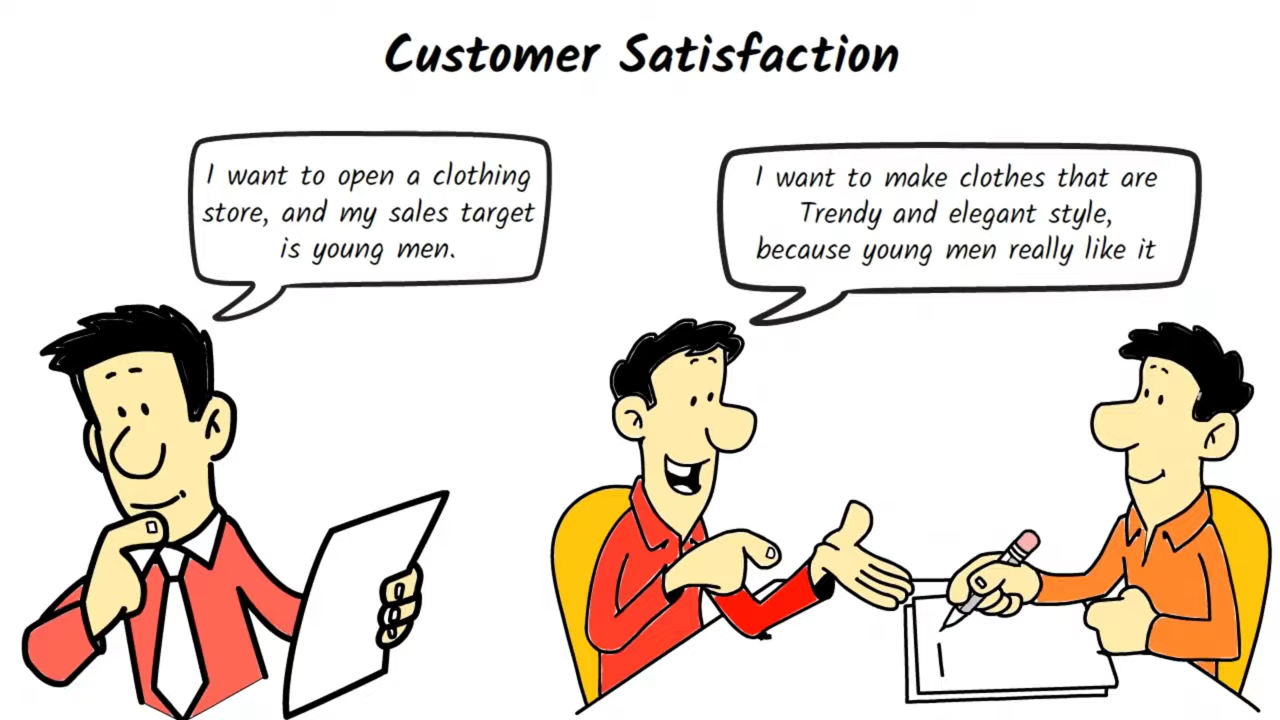 Customer Satisfaction
I want to open a clothing
store, and my sales target
is young men.
I want to make clothes that are
Trendy and elegant style,
because young men really like it